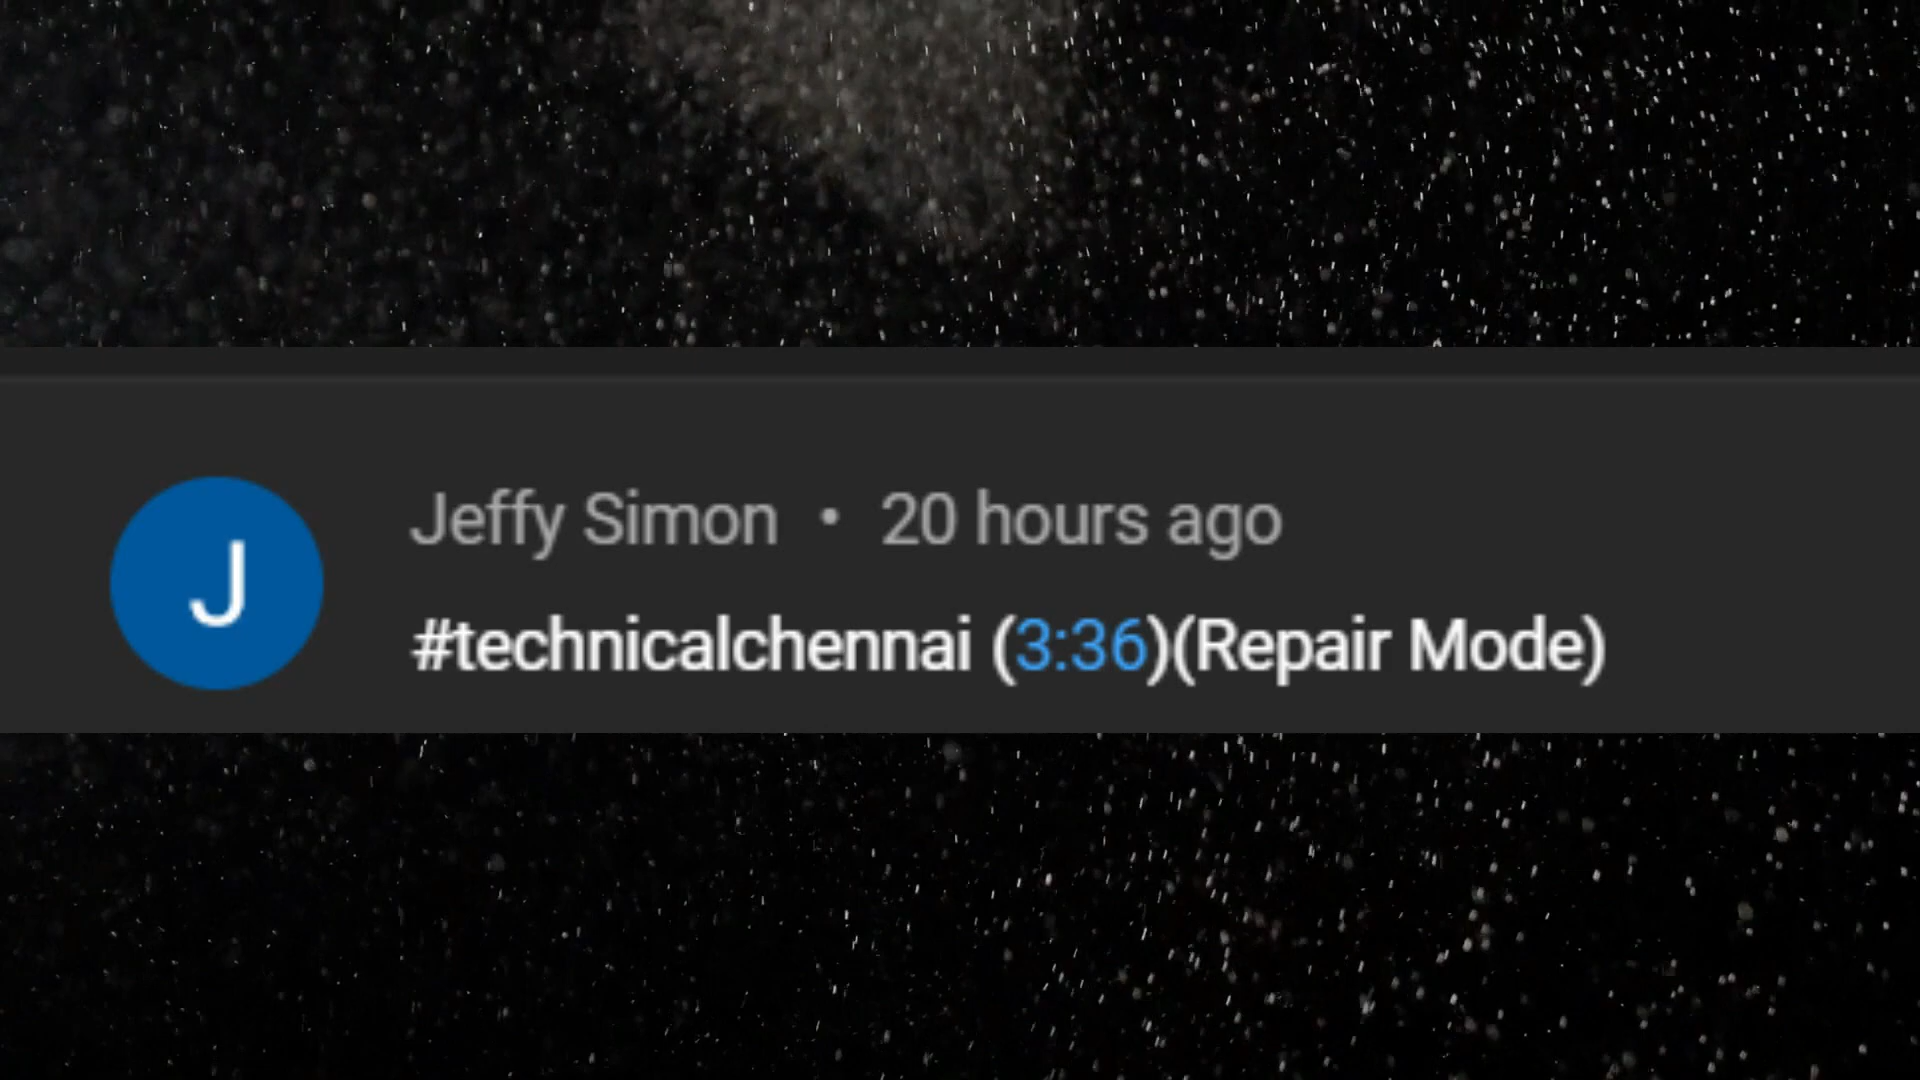 J
Jeffy Simon • 20 hours ago
#technicalchennai (3:36)(Repair Mode)